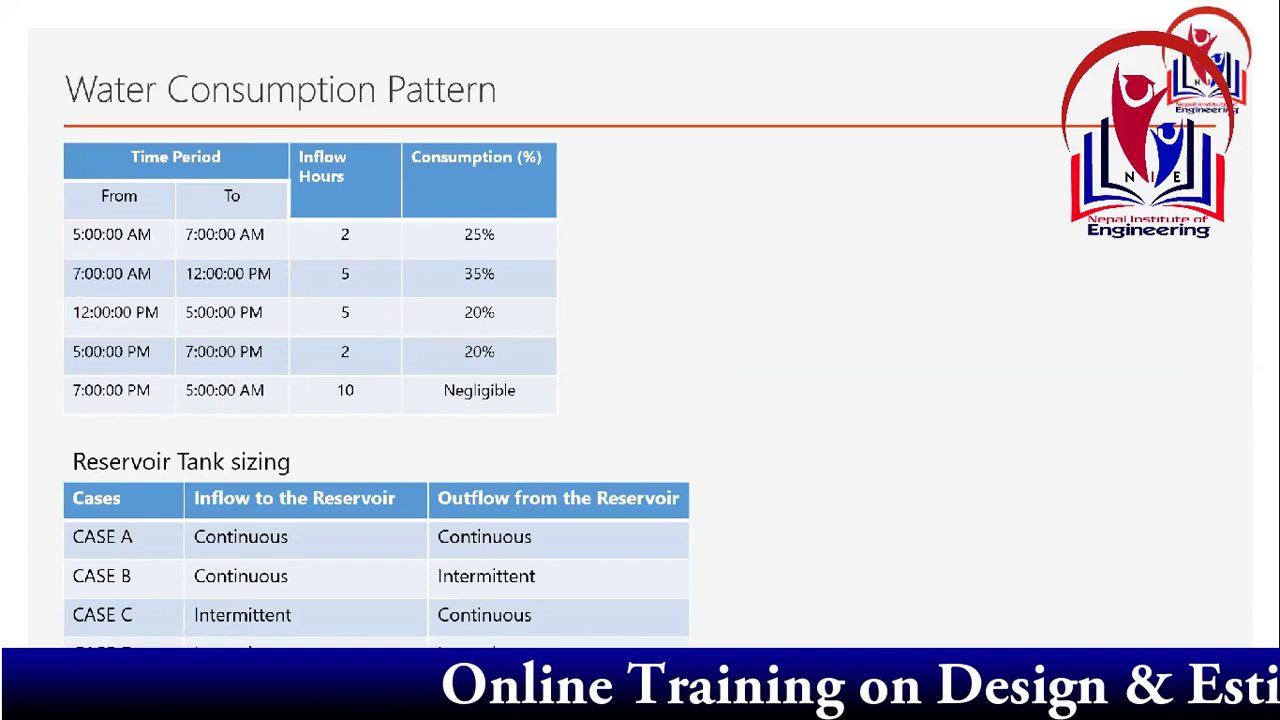 Water Consumption Pattern
Time Period Inflow Hours Consumption (%)
From To
5:00:00 AM 7:00:00 AM 2 25%
7:00:00 AM 12:00:00 PM 5 35%
12:00:00 PM 5:00:00 PM 5 20%
5:00:00 PM 7:00:00 PM 2 20%
7:00:00 PM 5:00:00 AM 10 Negligible
Reservoir Tank sizing
Cases Inflow to the Reservoir Outflow from the Reservoir
CASE A Continuous Continuous
CASE B Continuous Intermittent
CASE C Intermittent Continuous
N I E
Nepal Institute of
Engineering
Nepal Institute of
Engineering
Online Training on Design & Esti